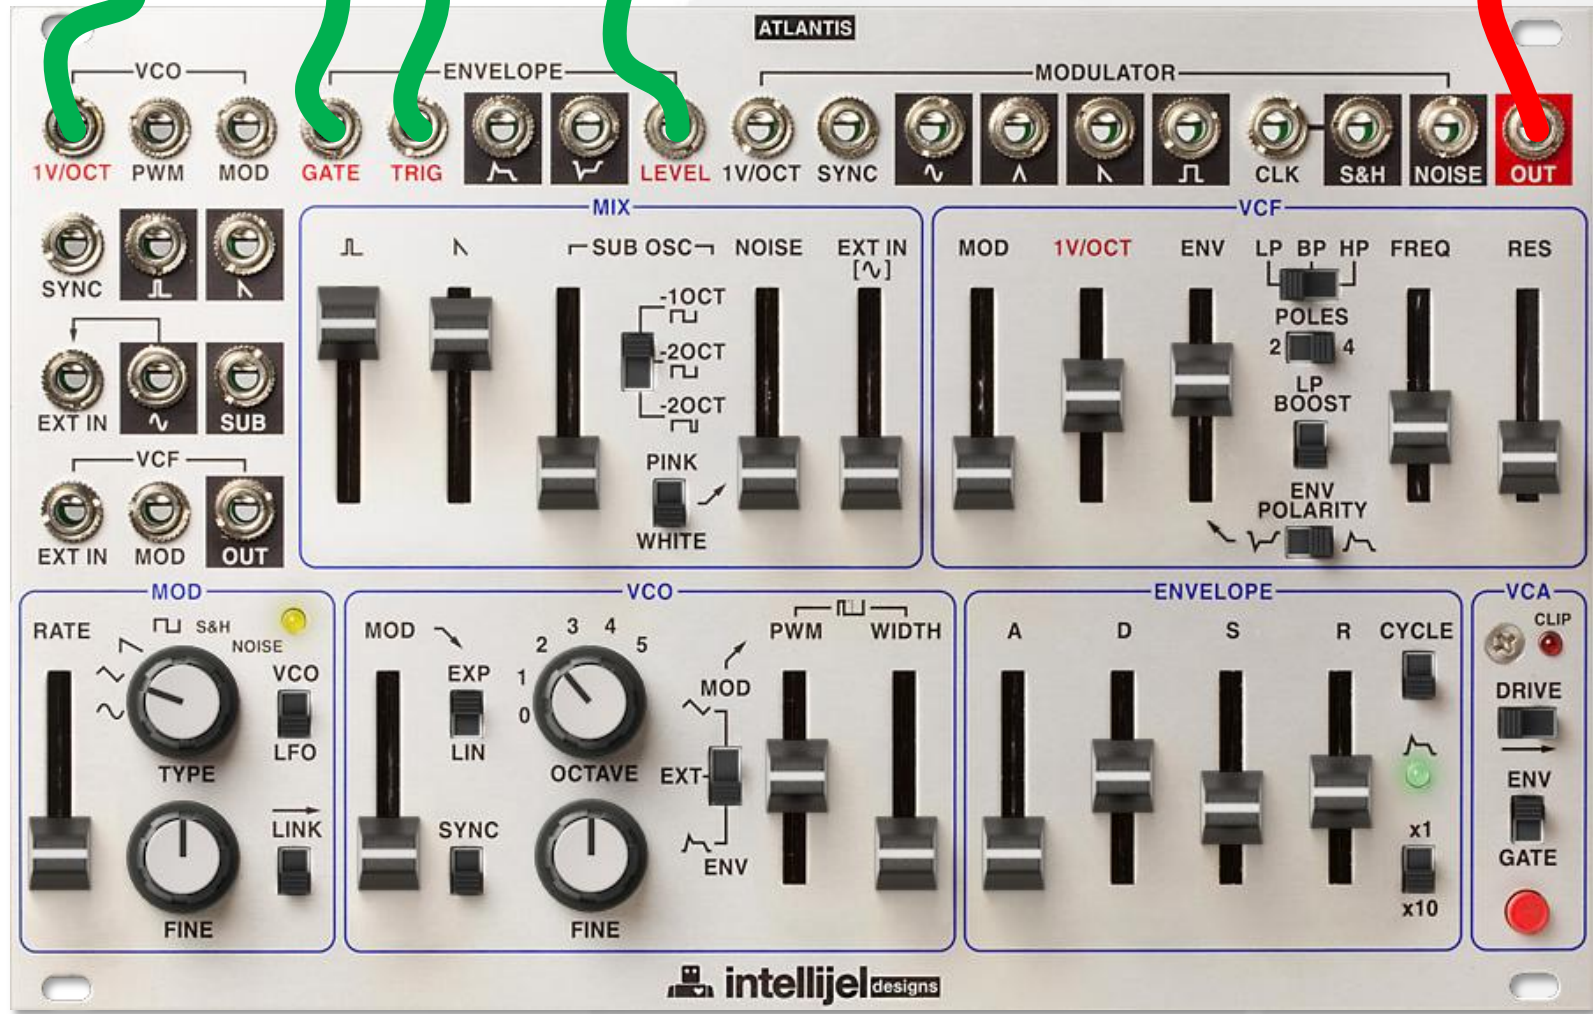 ATLANTIS
VCO ENVELOPE MODULATOR
1V/OCT PWM MOD GATE TRIG LEVEL 1V/OCT SYNC CLK S&H NOISE OUT
SYNC
EXT IN SUB
VCF
EXT IN MOD OUT
MIX
SUB OSC NOISE EXT IN
-1OCT
-2OCT
-2OCT
PINK
WHITE
VCF
MOD 1V/OCT ENV LP BP HP FREQ RES
POLES
2 4
LP
BOOST
ENV
POLARITY
MOD
RATE S&H
NOISE
VCO
LFO
TYPE
LINK
FINE
VCO
MOD 0 1 2 3 4 5 PWM WIDTH
EXP
LIN
OCTAVE
MOD
EXT
ENV
SYNC
FINE
ENVELOPE
A D S R CYCLE
x1
x10
VCA
CLIP
DRIVE
ENV
GATE
intellijel designs